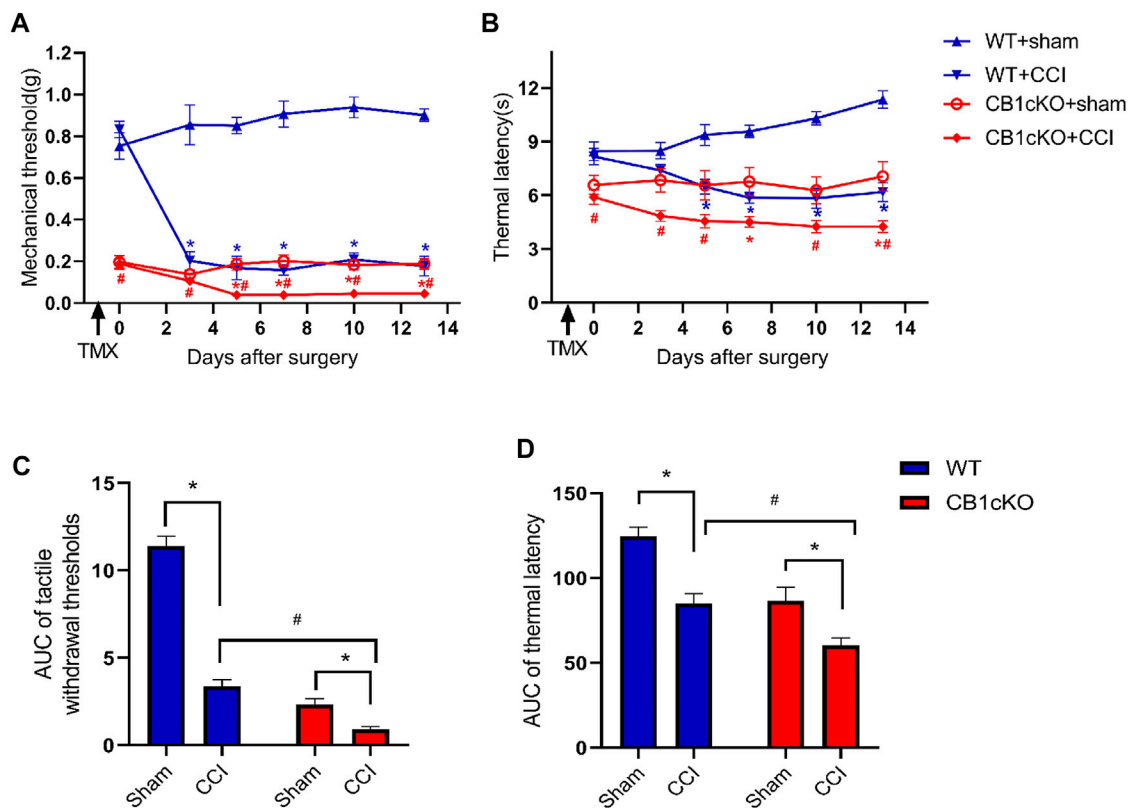 A
Mechanical threshold(g)
1.2
1.0
0.8
0.6
0.4
0.2
0.0
* * * * *
# # *# *# *# *#
0 2 4 6 8 10 12 14
TMX
Days after surgery
B
Thermal latency(s)
12
9
6
3
0
* * * *
# # # * # *#
0 2 4 6 8 10 12 14
TMX
Days after surgery
WT+sham
WT+CCI
CB1cKO+sham
CB1cKO+CCI
C
AUC of tactile
withdrawal thresholds
15
10
5
0
*
#
*
Sham CCI Sham CCI
D
AUC of thermal latency
150
100
50
0
*
#
*
Sham CCI Sham CCI
WT
CB1cKO